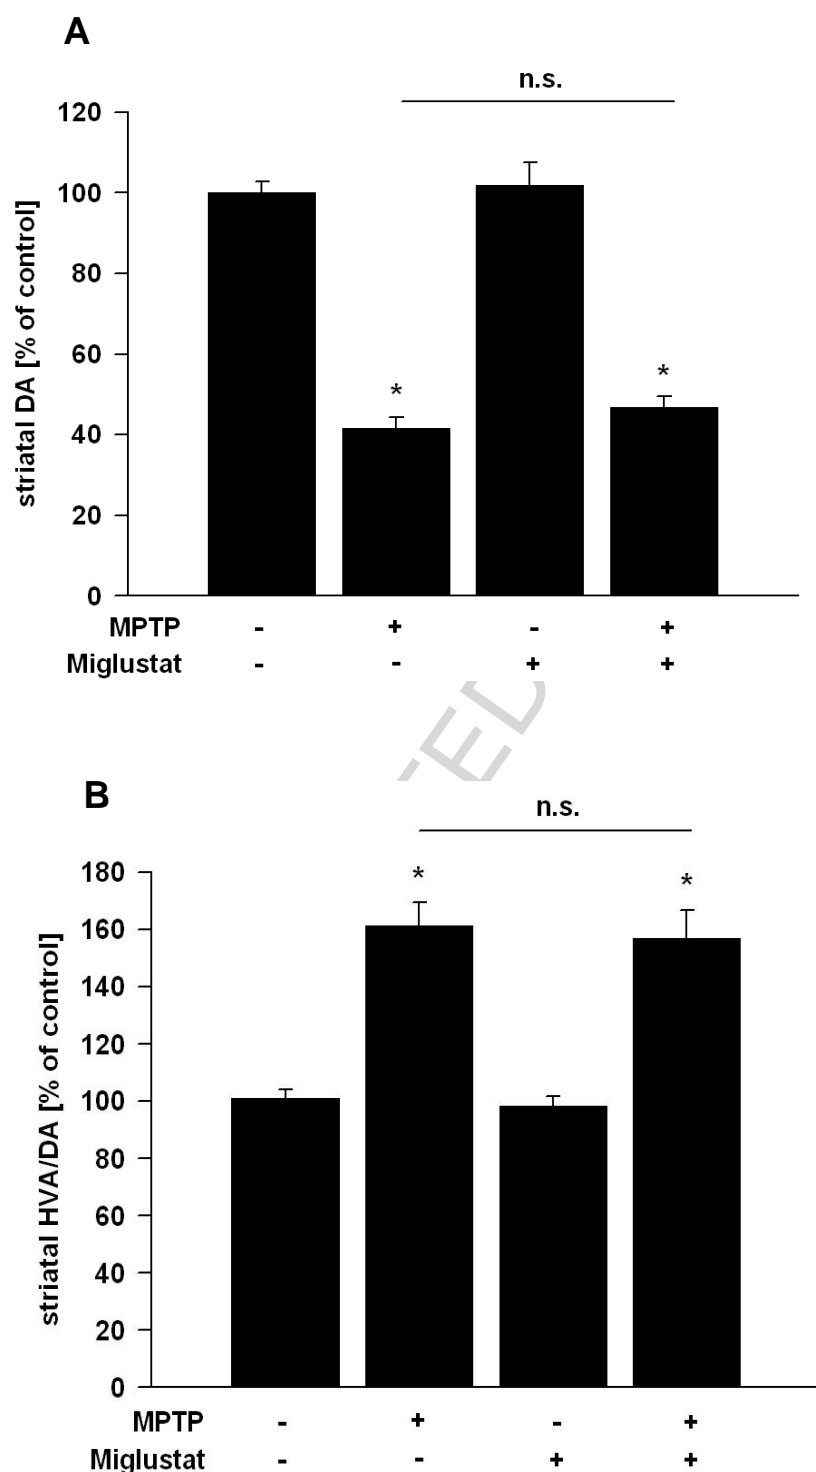 A
n.s.
120
100
80
60
40
20
0
striatal DA [% of control]
*
*
MPTP - + - +
Miglustat - - + +
B
n.s.
180
160
140
120
100
80
60
40
20
0
striatal HVA/DA [% of control]
*
*
MPTP - + - +
Miglustat - - + +